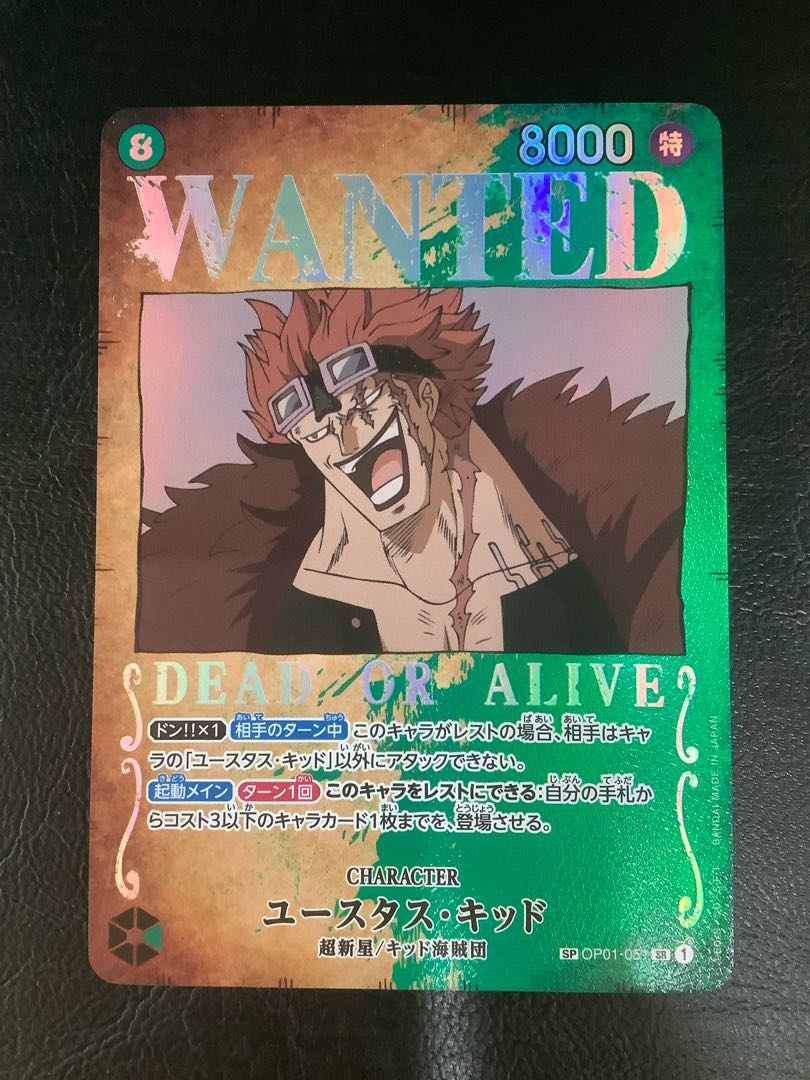 8 8000 特
WANTED
DEAD OR ALIVE
ドン!!×1 相手のターン中 このキャラがレストの場合、相手はキャ
ラの「ユースタス・キッド」以外にアタックできない。
起動メイン ターン1回 このキャラをレストにできる：自分の手札か
らコスト3以下のキャラカード1枚までを、登場させる。
CHARACTER
ユースタス・キッド
超新星/キッド海賊団
SP OP01-051 SR 1
BANDAI MADE IN JAPAN